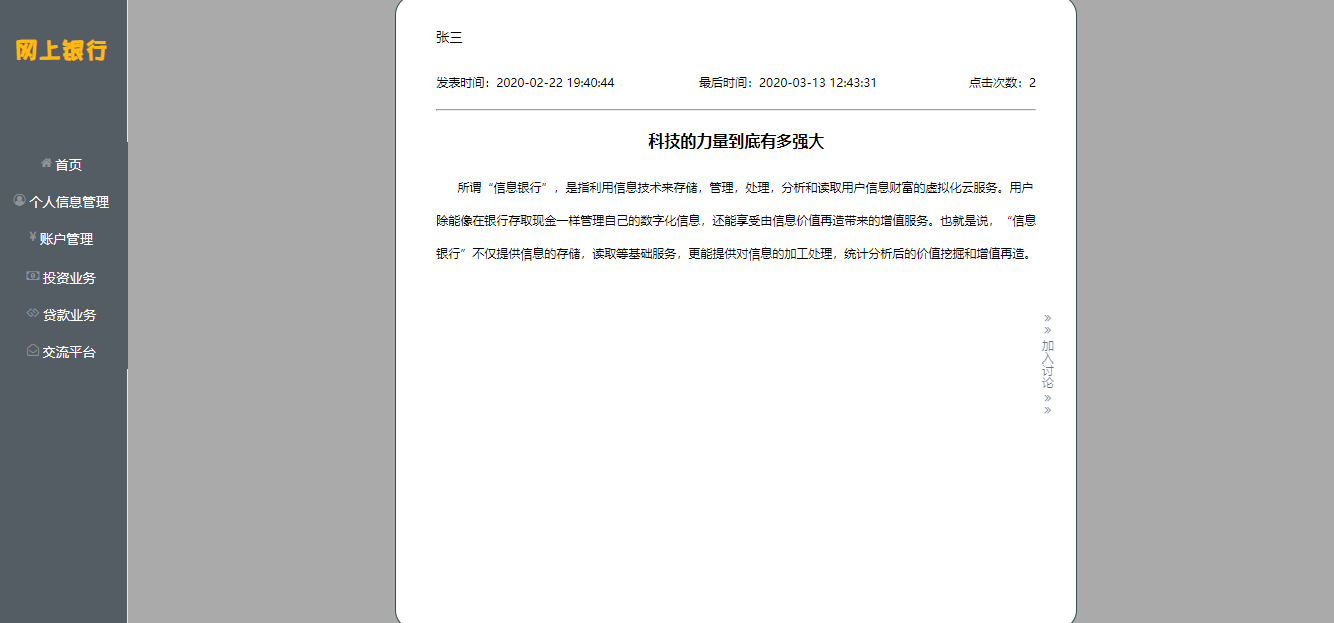 网上银行
首页
个人信息管理
账户管理
投资业务
贷款业务
交流平台
张三
发表时间：2020-02-22 19:40:44 最后时间：2020-03-13 12:43:31 点击次数：2
科技的力量到底有多强大
所谓“信息银行”，是指利用信息技术来存储，管理，处理，分析和读取用户信息财富的虚拟化云服务。用户
除能像在银行存取现金一样管理自己的数字化信息，还能享受由信息价值再造带来的增值服务。也就是说，“信息
银行”不仅提供信息的存储，读取等基础服务，更能提供对信息的加工处理，统计分析后的价值挖掘和增值再造。
加入讨论